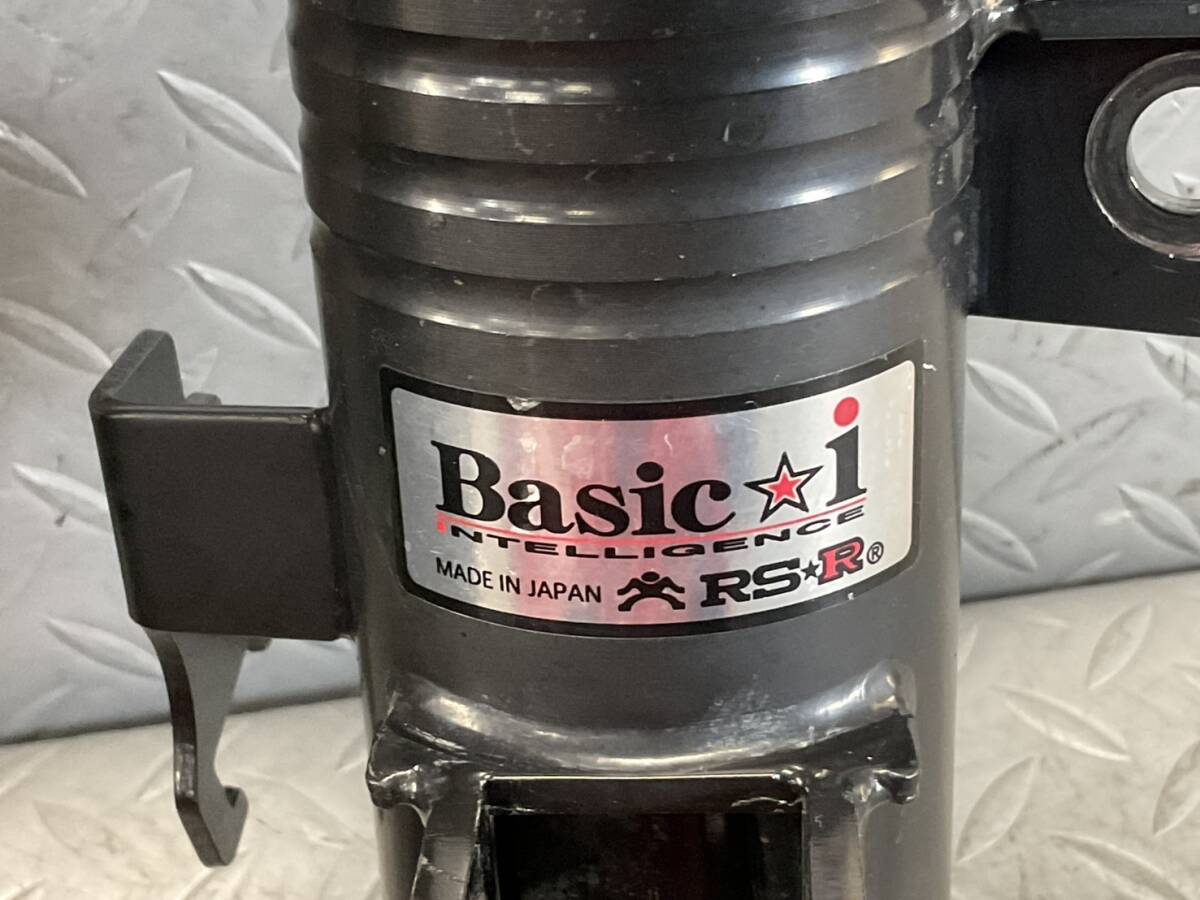 Basic★i
iNTELLIGENCE
MADE IN JAPAN RS★R®